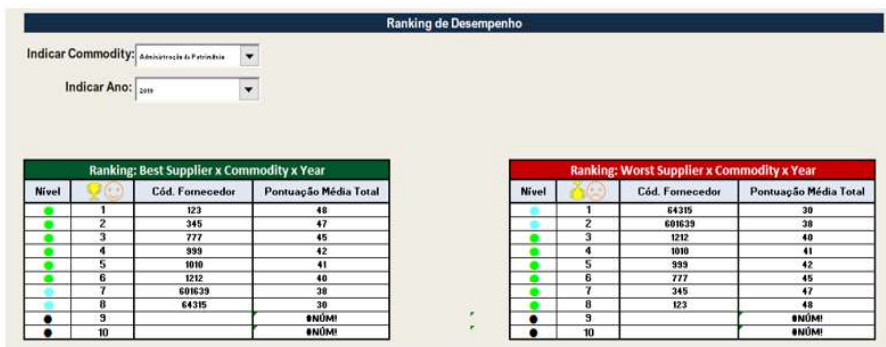 Ranking de Desempenho
Indicar Commodity: Administração de Patrimônio
Indicar Ano: 2019
Ranking: Best Supplier x Commodity x Year
Nível Cód. Fornecedor Pontuação Média Total
1 123 48
2 345 47
3 777 45
4 999 42
5 1010 41
6 1212 40
7 601639 38
8 64315 30
9 #NÚM!
10 #NÚM!
Ranking: Worst Supplier x Commodity x Year
Nível Cód. Fornecedor Pontuação Média Total
1 64315 30
2 601639 38
3 1212 40
4 1010 41
5 999 42
6 777 45
7 345 47
8 123 48
9 #NÚM!
10 #NÚM!